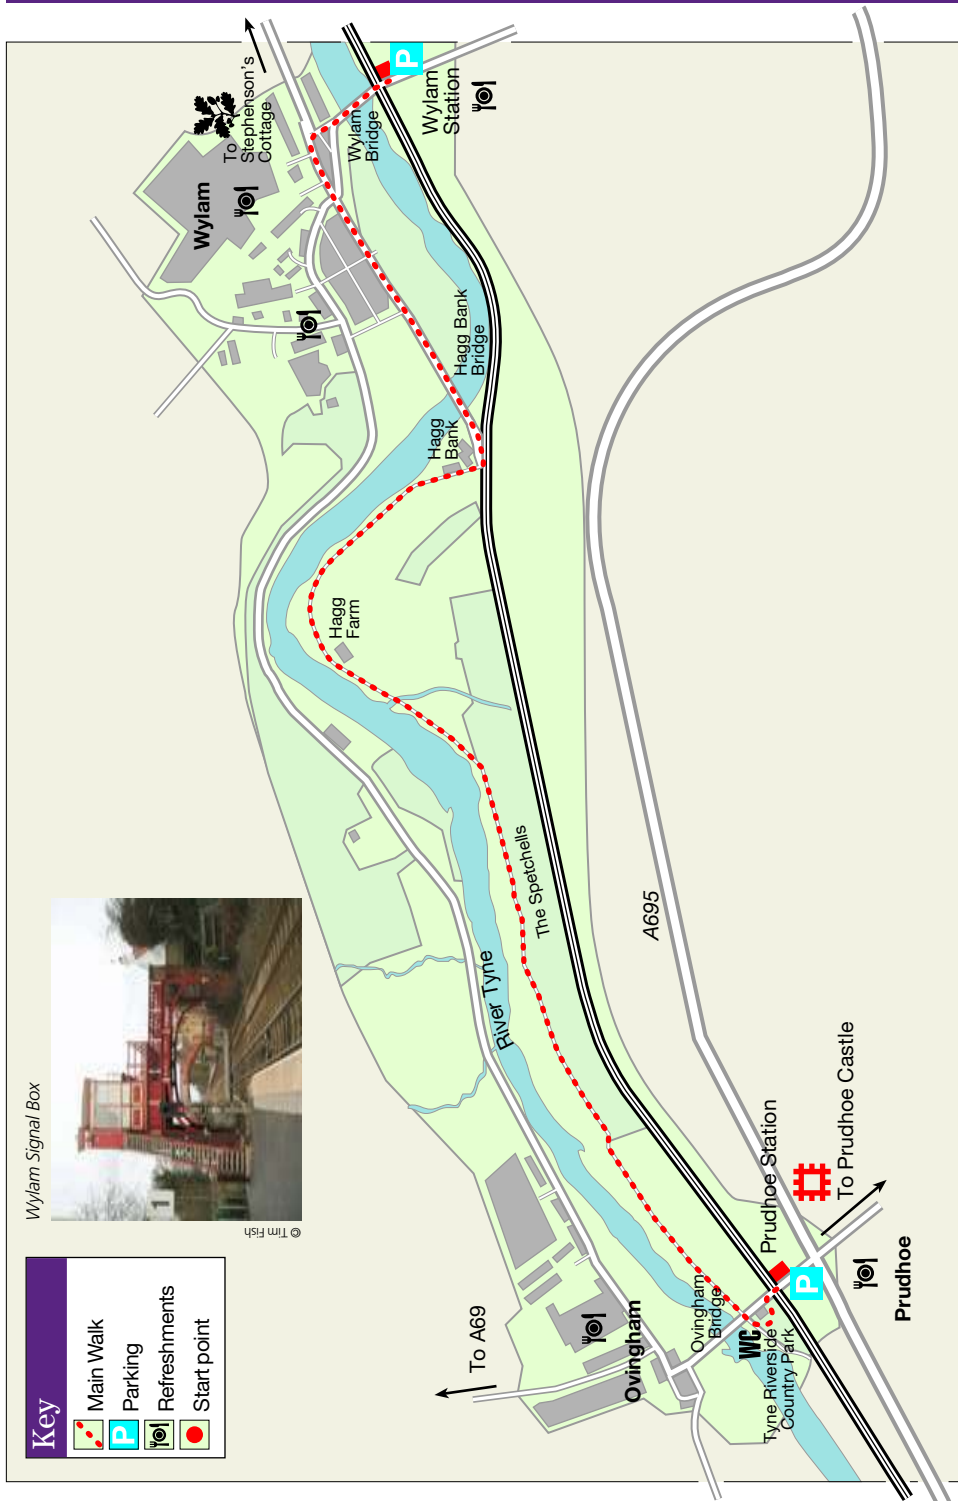 Key
Main Walk
P
Parking
Refreshments
Start point
Wylam Signal Box
1
© Tim Fish
To
Stephenson's
Cottage
Wylam
Wylam
Bridge
P
Wylam
Station
Hagg Bank
Bridge
Hagg
Bank
Hagg
Farm
The Spetchells
River Tyne
A695
To A69
Ovingham
Ovingham
Bridge
WC
Tyne Riverside
Country Park
Prudhoe Station
P
To Prudhoe Castle
Prudhoe